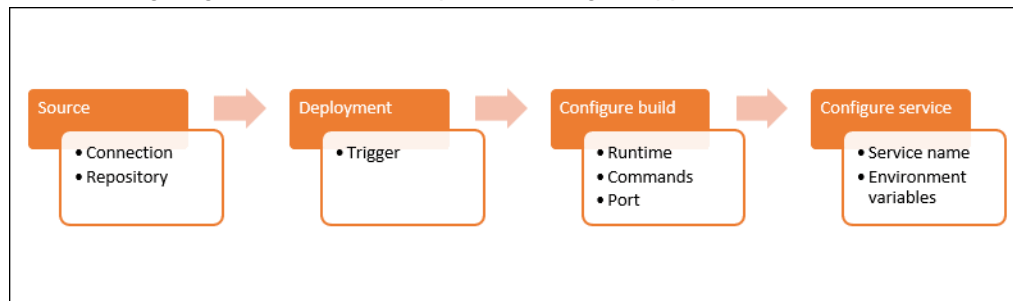 Source
• Connection
• Repository
Deployment
• Trigger
Configure build
• Runtime
• Commands
• Port
Configure service
• Service name
• Environment
variables